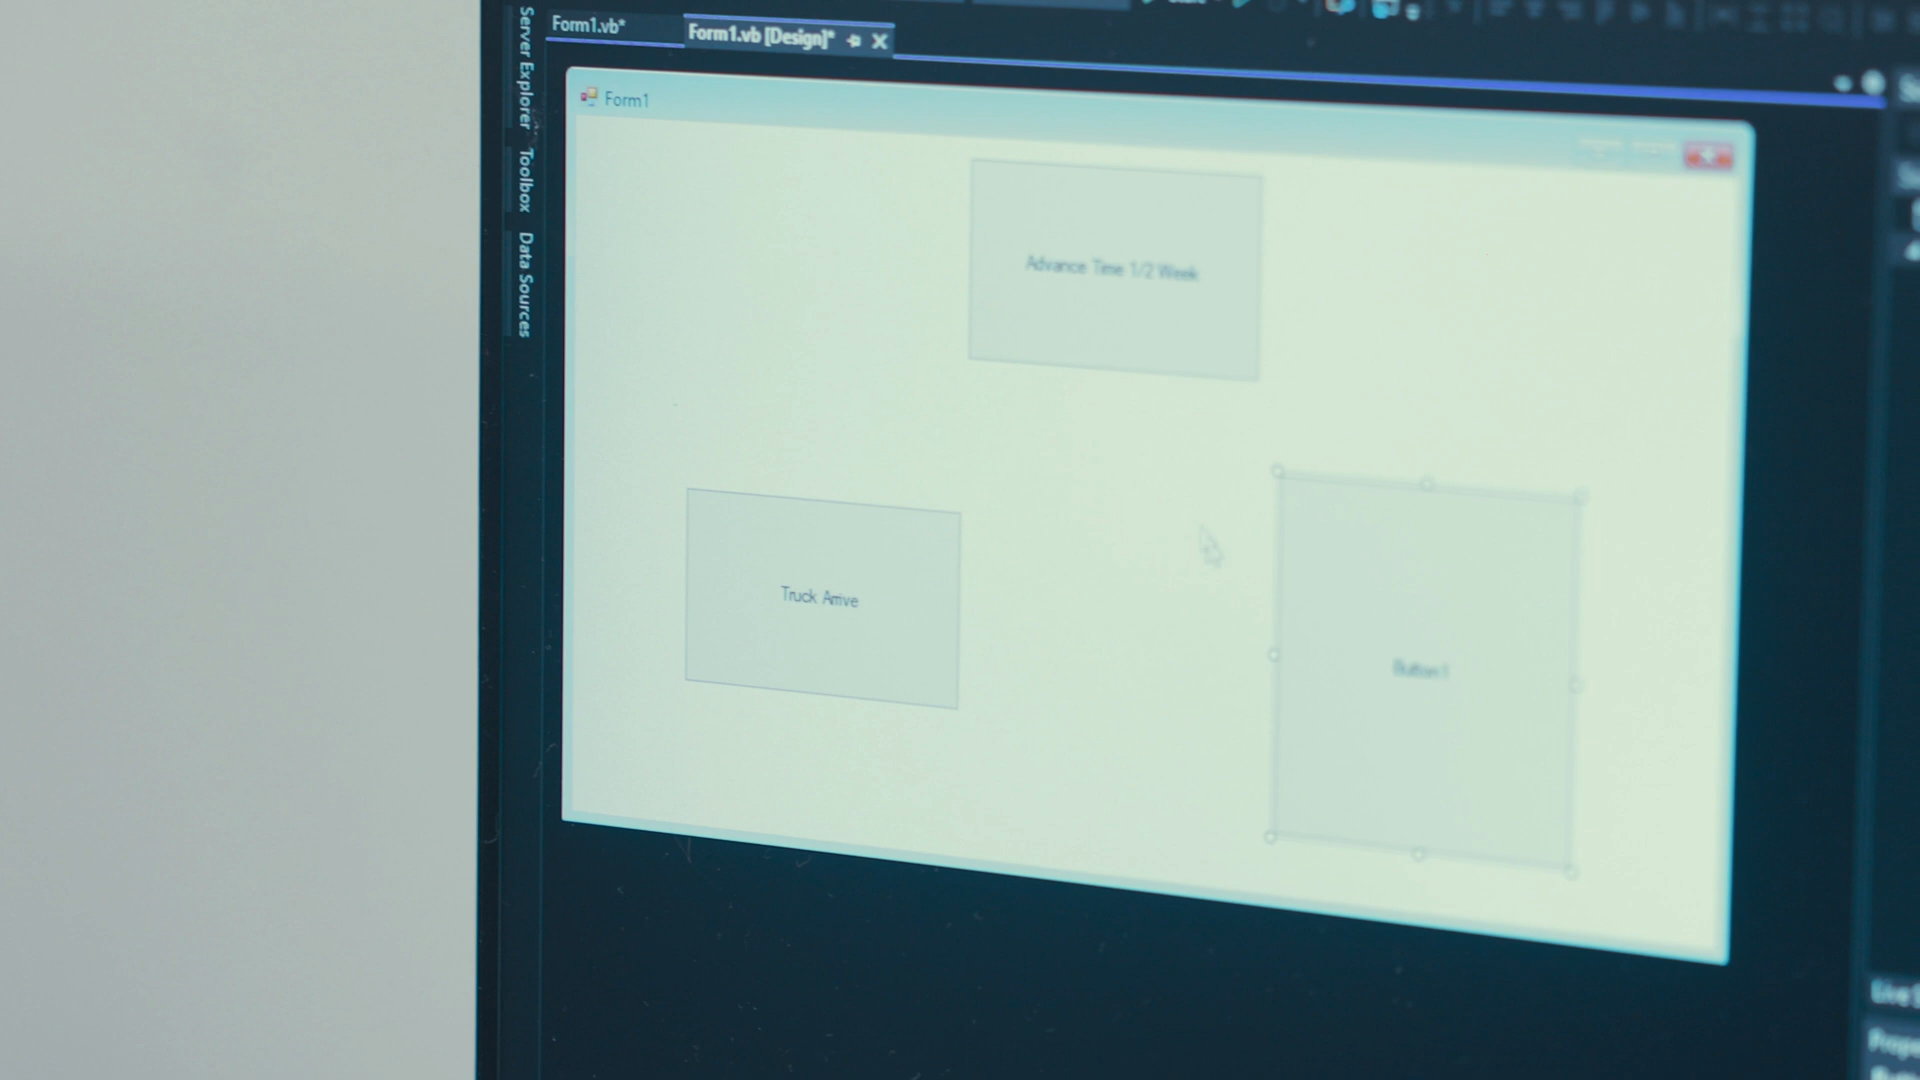 Form1.vb*
Form1.vb [Design]*
Server Explorer
Toolbox
Data Sources
Form1
Advance Time 1/2 Week
Truck Arrive
Button1